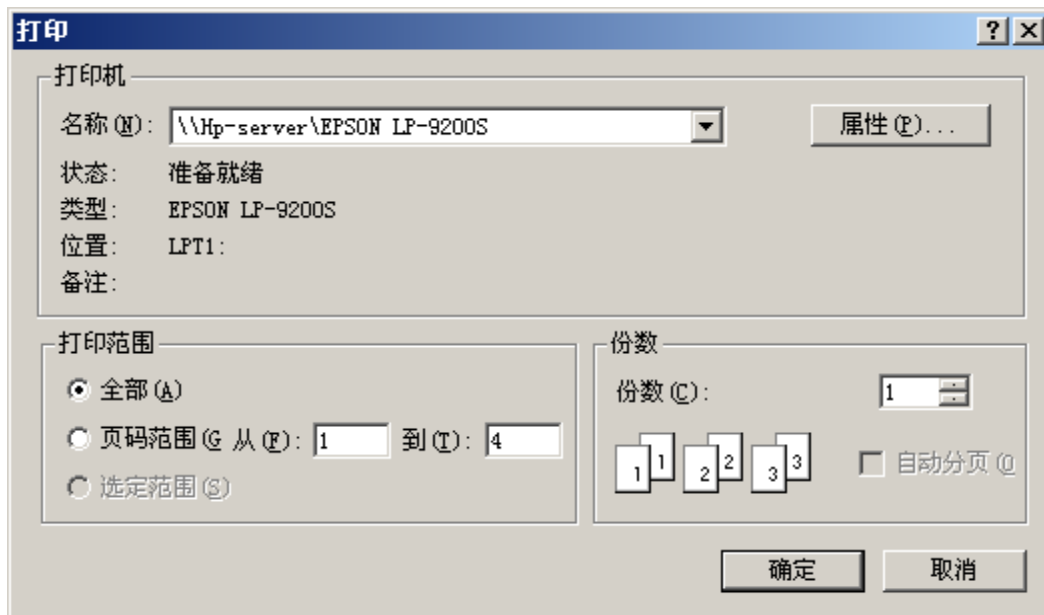 打印
打印机
名称(N): \\Hp-server\EPSON LP-9200S 属性(P)...
状态: 准备就绪
类型: EPSON LP-9200S
位置: LPT1:
备注:
打印范围
全部(A)
页码范围(G 从(F): 1 到(T): 4
选定范围(S)
份数
份数(C): 1
1 1 2 2 3 3 自动分页(O
确定 取消